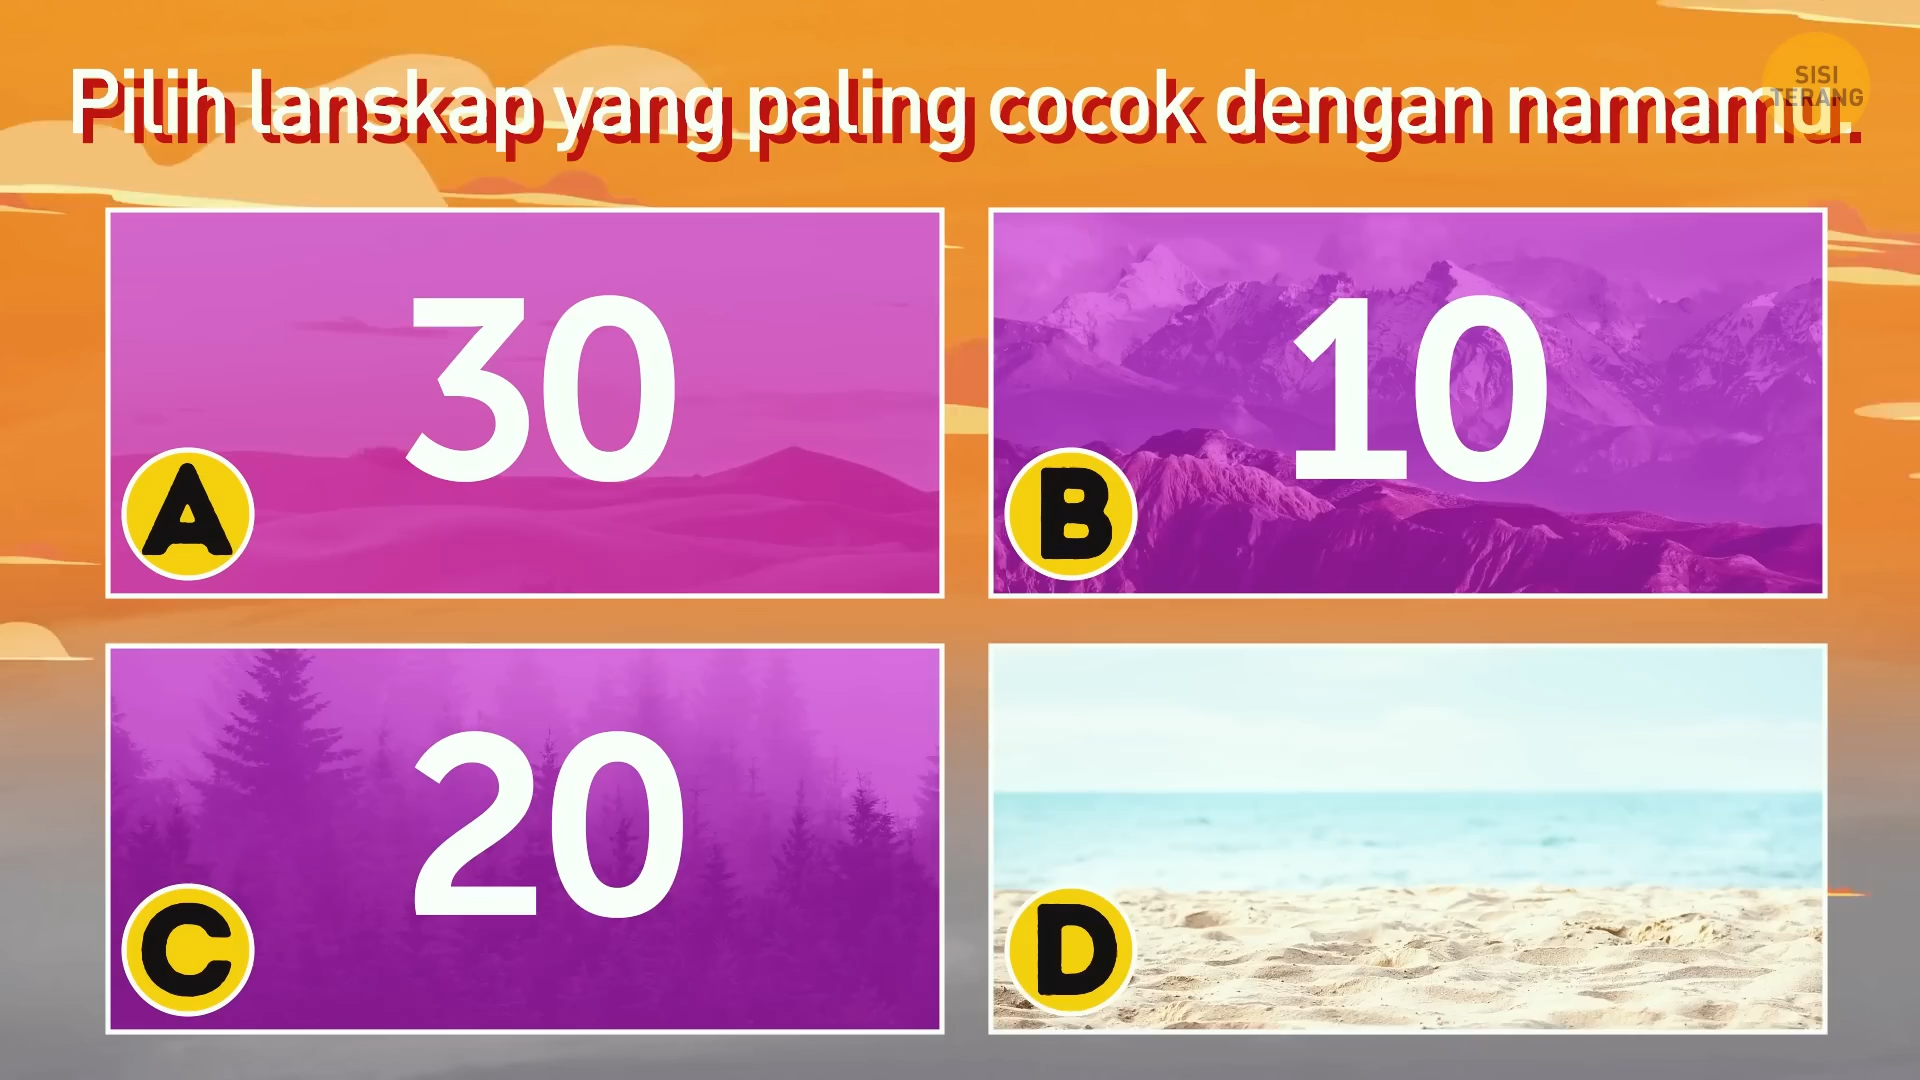 Pilih lanskap yang paling cocok dengan namamu.
SISI
TERANG
30
A
10
B
20
C
D